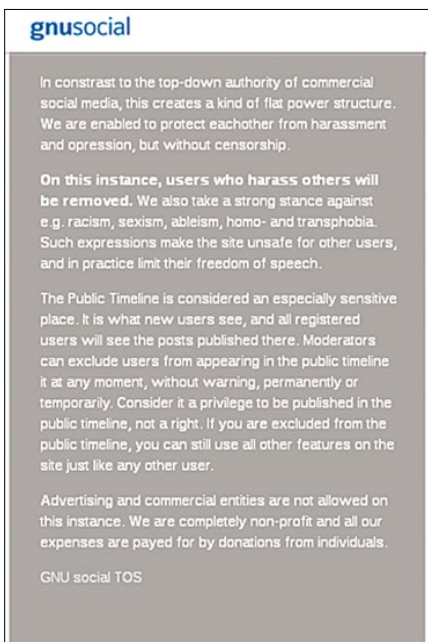 gnusocial
In constrast to the top-down authority of commercial
social media, this creates a kind of flat power structure.
We are enabled to protect eachother from harassment
and opression, but without censorship.
On this instance, users who harass others will
be removed. We also take a strong stance against
e.g. racism, sexism, ableism, homo- and transphobia.
Such expressions make the site unsafe for other users,
and in practice limit their freedom of speech.
The Public Timeline is considered an especially sensitive
place. It is what new users see, and all registered
users will see the posts published there. Moderators
can exclude users from appearing in the public timeline
it at any moment, without warning, permanently or
temporarily. Consider it a privilege to be published in the
public timeline, not a right. If you are excluded from the
public timeline, you can still use all other features on the
site just like any other user.
Advertising and commercial entities are not allowed on
this instance. We are completely non-profit and all our
expenses are payed for by donations from individuals.
GNU social TOS